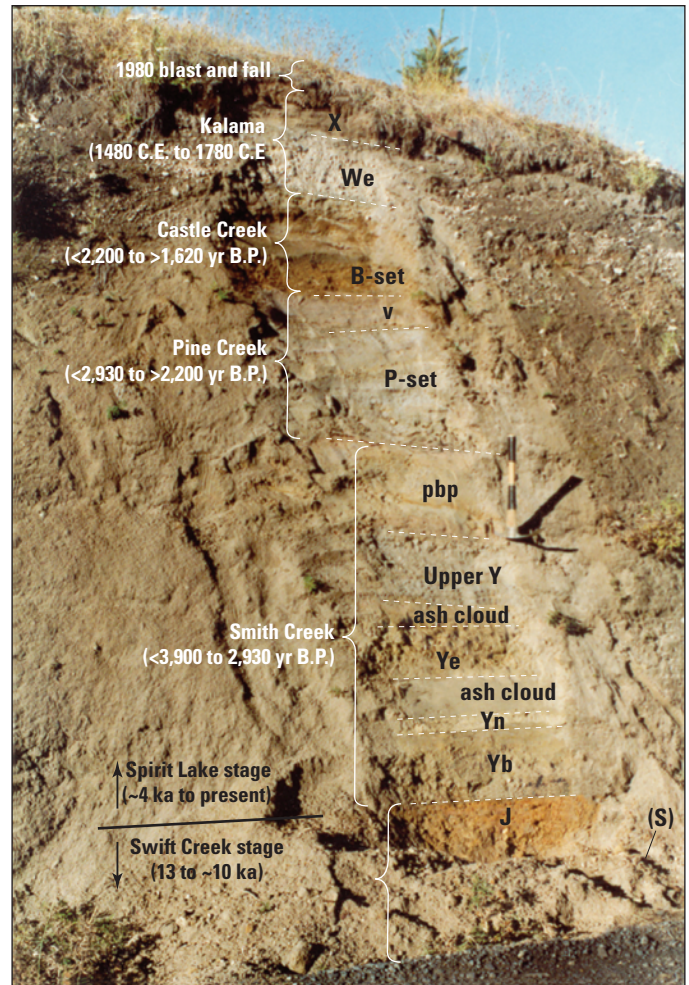 1980 blast and fall
Kalama
(1480 C.E. to 1780 C.E
X
We
Castle Creek
(<2,200 to >1,620 yr B.P.)
B-set
v
Pine Creek
(<2,930 to >2,200 yr B.P.)
P-set
pbp
Upper Y
ash cloud
Smith Creek
(<3,900 to 2,930 yr B.P.)
Ye
ash cloud
Yn
Yb
Spirit Lake stage
(~4 ka to present)
J
(S)
Swift Creek stage
(13 to ~10 ka)